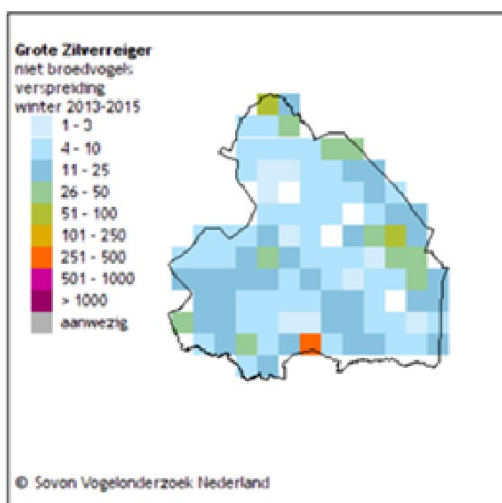 Grote Zilverreiger
niet broedvogels
verspreiding
winter 2013-2015
1 - 3
4 - 10
11 - 25
26 - 50
51 - 100
101 - 250
251 - 500
501 - 1000
> 1000
aanwezig
© Sovon Vogelonderzoek Nederland